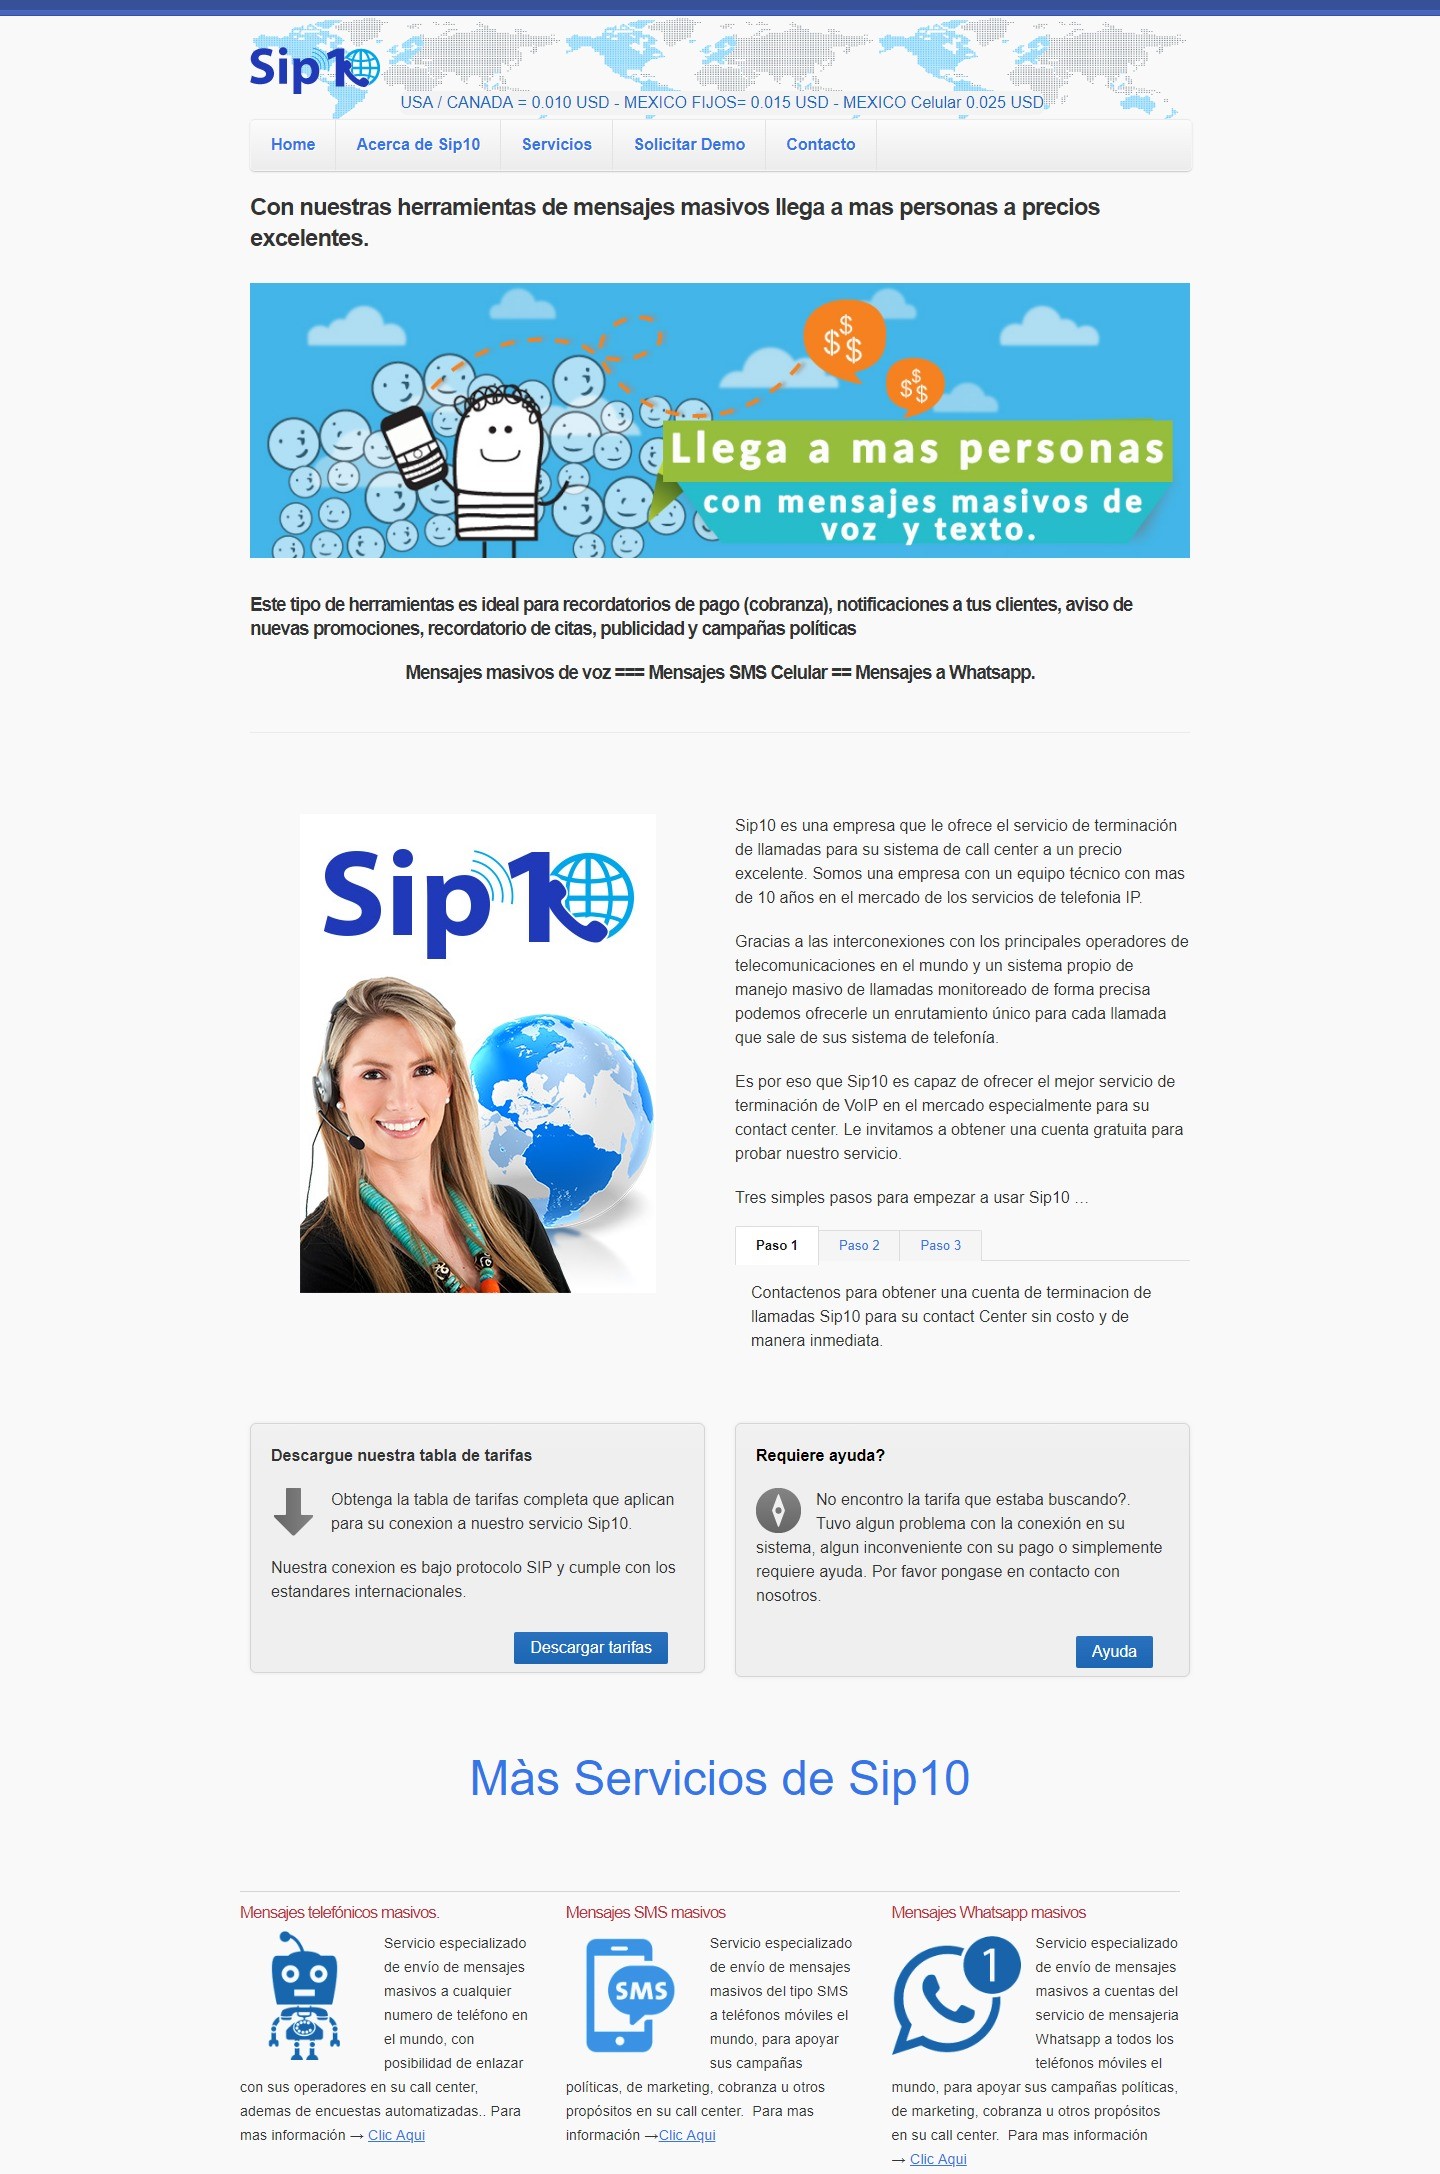 Sip10
USA / CANADA = 0.010 USD - MEXICO FIJOS= 0.015 USD - MEXICO Celular 0.025 USD
Home
Acerca de Sip10
Servicios
Solicitar Demo
Contacto
Con nuestras herramientas de mensajes masivos llega a mas personas a precios
excelentes.
$
$ $
$
$ $
Llega a mas personas
con mensajes masivos de
voz y texto.
Este tipo de herramientas es ideal para recordatorios de pago (cobranza), notificaciones a tus clientes, aviso de
nuevas promociones, recordatorio de citas, publicidad y campañas políticas
Mensajes masivos de voz === Mensajes SMS Celular == Mensajes a Whatsapp.
Sip10
Sip10 es una empresa que le ofrece el servicio de terminación
de llamadas para su sistema de call center a un precio
excelente. Somos una empresa con un equipo técnico con mas
de 10 años en el mercado de los servicios de telefonia IP.
Gracias a las interconexiones con los principales operadores de
telecomunicaciones en el mundo y un sistema propio de
manejo masivo de llamadas monitoreado de forma precisa
podemos ofrecerle un enrutamiento único para cada llamada
que sale de sus sistema de telefonía.
Es por eso que Sip10 es capaz de ofrecer el mejor servicio de
terminación de VoIP en el mercado especialmente para su
contact center. Le invitamos a obtener una cuenta gratuita para
probar nuestro servicio.
Tres simples pasos para empezar a usar Sip10 …
Paso 1
Paso 2
Paso 3
Contactenos para obtener una cuenta de terminacion de
llamadas Sip10 para su contact Center sin costo y de
manera inmediata.
Descargue nuestra tabla de tarifas
Obtenga la tabla de tarifas completa que aplican
para su conexion a nuestro servicio Sip10.
Nuestra conexion es bajo protocolo SIP y cumple con los
estandares internacionales.
Descargar tarifas
Requiere ayuda?
No encontro la tarifa que estaba buscando?.
Tuvo algun problema con la conexión en su
sistema, algun inconveniente con su pago o simplemente
requiere ayuda. Por favor pongase en contacto con
nosotros.
Ayuda
Màs Servicios de Sip10
Mensajes telefónicos masivos.
Servicio especializado
de envío de mensajes
masivos a cualquier
numero de teléfono en
el mundo, con
posibilidad de enlazar
con sus operadores en su call center,
ademas de encuestas automatizadas.. Para
mas información → Clic Aqui
Mensajes SMS masivos
SMS
Servicio especializado
de envío de mensajes
masivos del tipo SMS
a teléfonos móviles el
mundo, para apoyar
sus campañas
políticas, de marketing, cobranza u otros
propósitos en su call center.  Para mas
información →Clic Aqui
Mensajes Whatsapp masivos
1
Servicio especializado
de envío de mensajes
masivos a cuentas del
servicio de mensajeria
Whatsapp a todos los
teléfonos móviles el
mundo, para apoyar sus campañas políticas,
de marketing, cobranza u otros propósitos
en su call center.  Para mas información
→ Clic Aqui